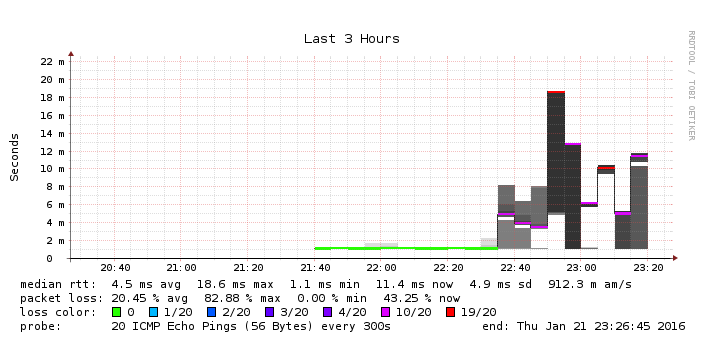 Last 3 Hours
RRDTOOL / TOBI OETIKER
Seconds
22 m
20 m
18 m
16 m
14 m
12 m
10 m
8 m
6 m
4 m
2 m
0
20:40 21:00 21:20 21:40 22:00 22:20 22:40 23:00 23:20
median rtt: 4.5 ms avg 18.6 ms max 1.1 ms min 11.4 ms now 4.9 ms sd 912.3 m am/s
packet loss: 20.45 % avg 82.88 % max 0.00 % min 43.25 % now
loss color: 0 1/20 2/20 3/20 4/20 10/20 19/20
probe: 20 ICMP Echo Pings (56 Bytes) every 300s end: Thu Jan 21 23:26:45 2016